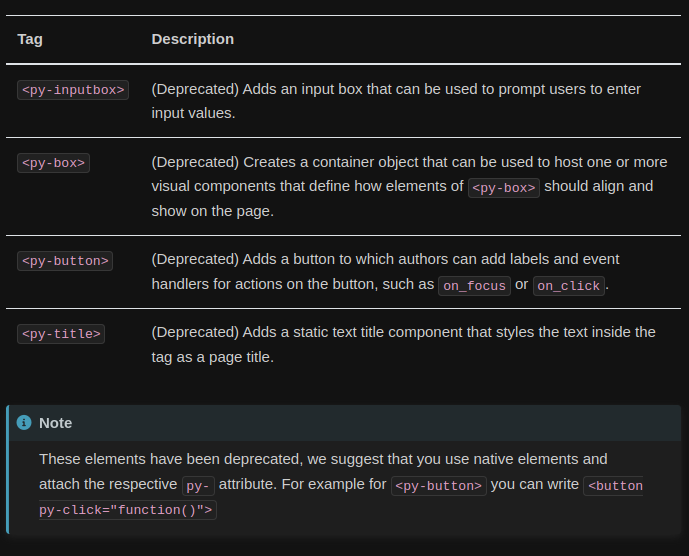 Tag Description
<py-inputbox> (Deprecated) Adds an input box that can be used to prompt users to enter
input values.
<py-box> (Deprecated) Creates a container object that can be used to host one or more
visual components that define how elements of <py-box> should align and
show on the page.
<py-button> (Deprecated) Adds a button to which authors can add labels and event
handlers for actions on the button, such as on_focus or on_click.
<py-title> (Deprecated) Adds a static text title component that styles the text inside the
tag as a page title.
Note
These elements have been deprecated, we suggest that you use native elements and
attach the respective py- attribute. For example for <py-button> you can write <button
py-click="function()">